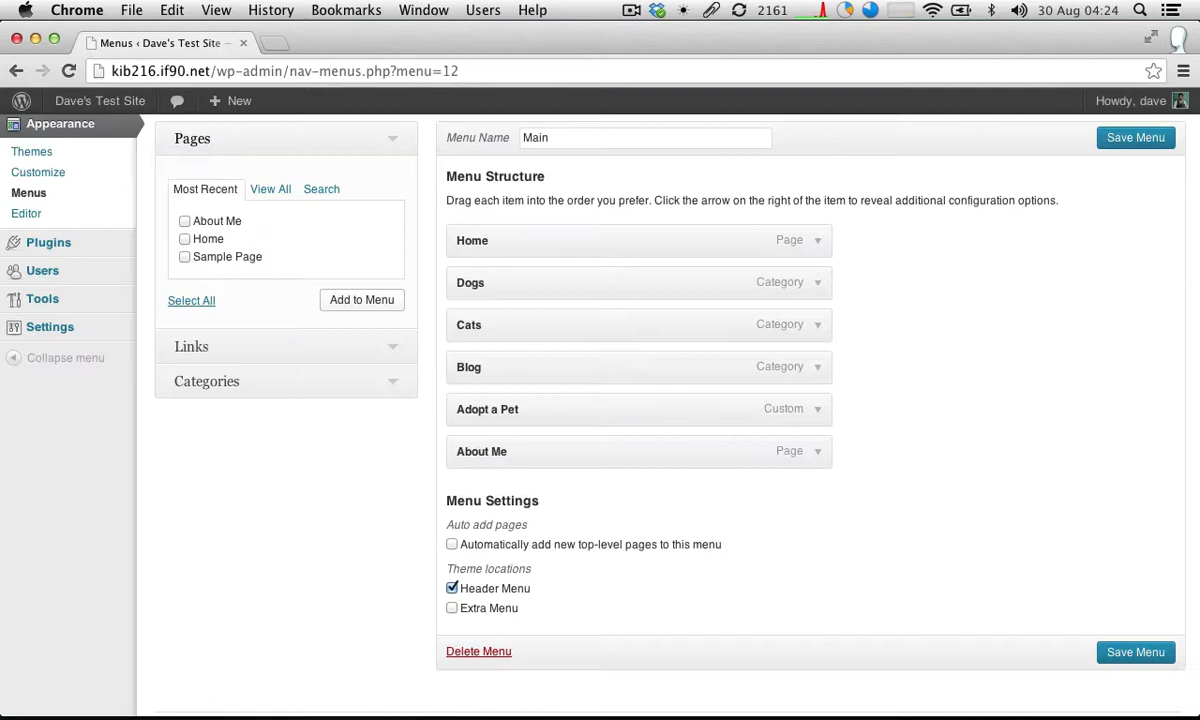 Chrome File Edit View History Bookmarks Window Users Help 2161 30 Aug 04:24
Menus ‹ Dave's Test Site —
kib216.if90.net/wp-admin/nav-menus.php?menu=12
Dave's Test Site + New Howdy, dave
Appearance
Themes
Customize
Menus
Editor
Plugins
Users
Tools
Settings
Collapse menu
Pages
Most Recent View All Search
About Me
Home
Sample Page
Select All Add to Menu
Links
Categories
Menu Name Main Save Menu
Menu Structure
Drag each item into the order you prefer. Click the arrow on the right of the item to reveal additional configuration options.
Home Page
Dogs Category
Cats Category
Blog Category
Adopt a Pet Custom
About Me Page
Menu Settings
Auto add pages
Automatically add new top-level pages to this menu
Theme locations
Header Menu
Extra Menu
Delete Menu Save Menu